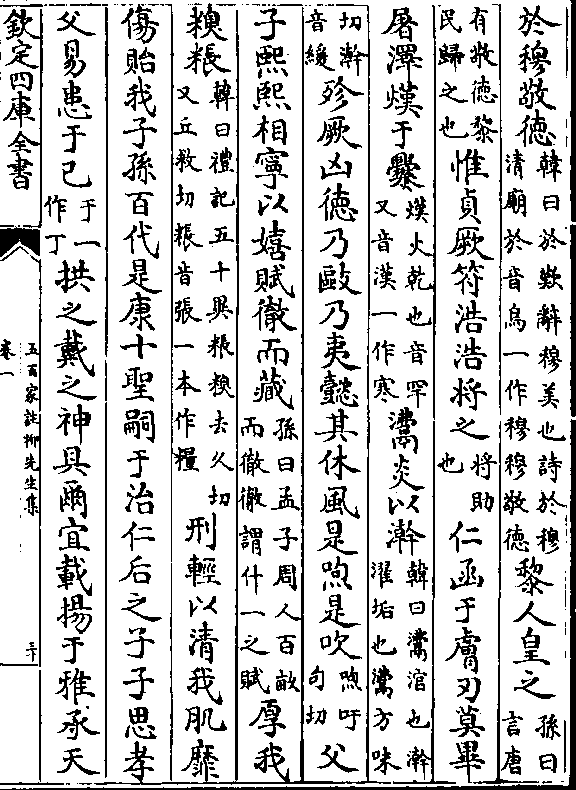 於穆敬德韓曰於歎辭穆美也詩於穆清廟於音烏一作穆穆敬德黎人皇之孫曰言唐
有敬德黎民歸之也惟貞厥符浩浩將之將助也仁函于膚刃莫畢
屠澤熯于爨熯火乾也音罕又音漢一作寒灊炎以澣韓曰灊涫也澣濯垢也灊方味
切澣音緩殄厥凶德乃敺乃夷懿其休風是喣是吹喣吁句切父
子熙熙相寧以嬉賦徹而藏孫曰孟子周人百畝而徹徹謂什一之賦厚我
糗粻韓曰禮記五十異粻糗去久切又丘救切粻音張一本作糧刑輕以清我肌靡
傷貽我子孫百代是康十聖嗣于治仁后之子子思孝
父易患于己于一作丁拱之戴之神具爾宜載揚于雅承天
欽定四庫全書
五百家註柳先生集
卷一
三十